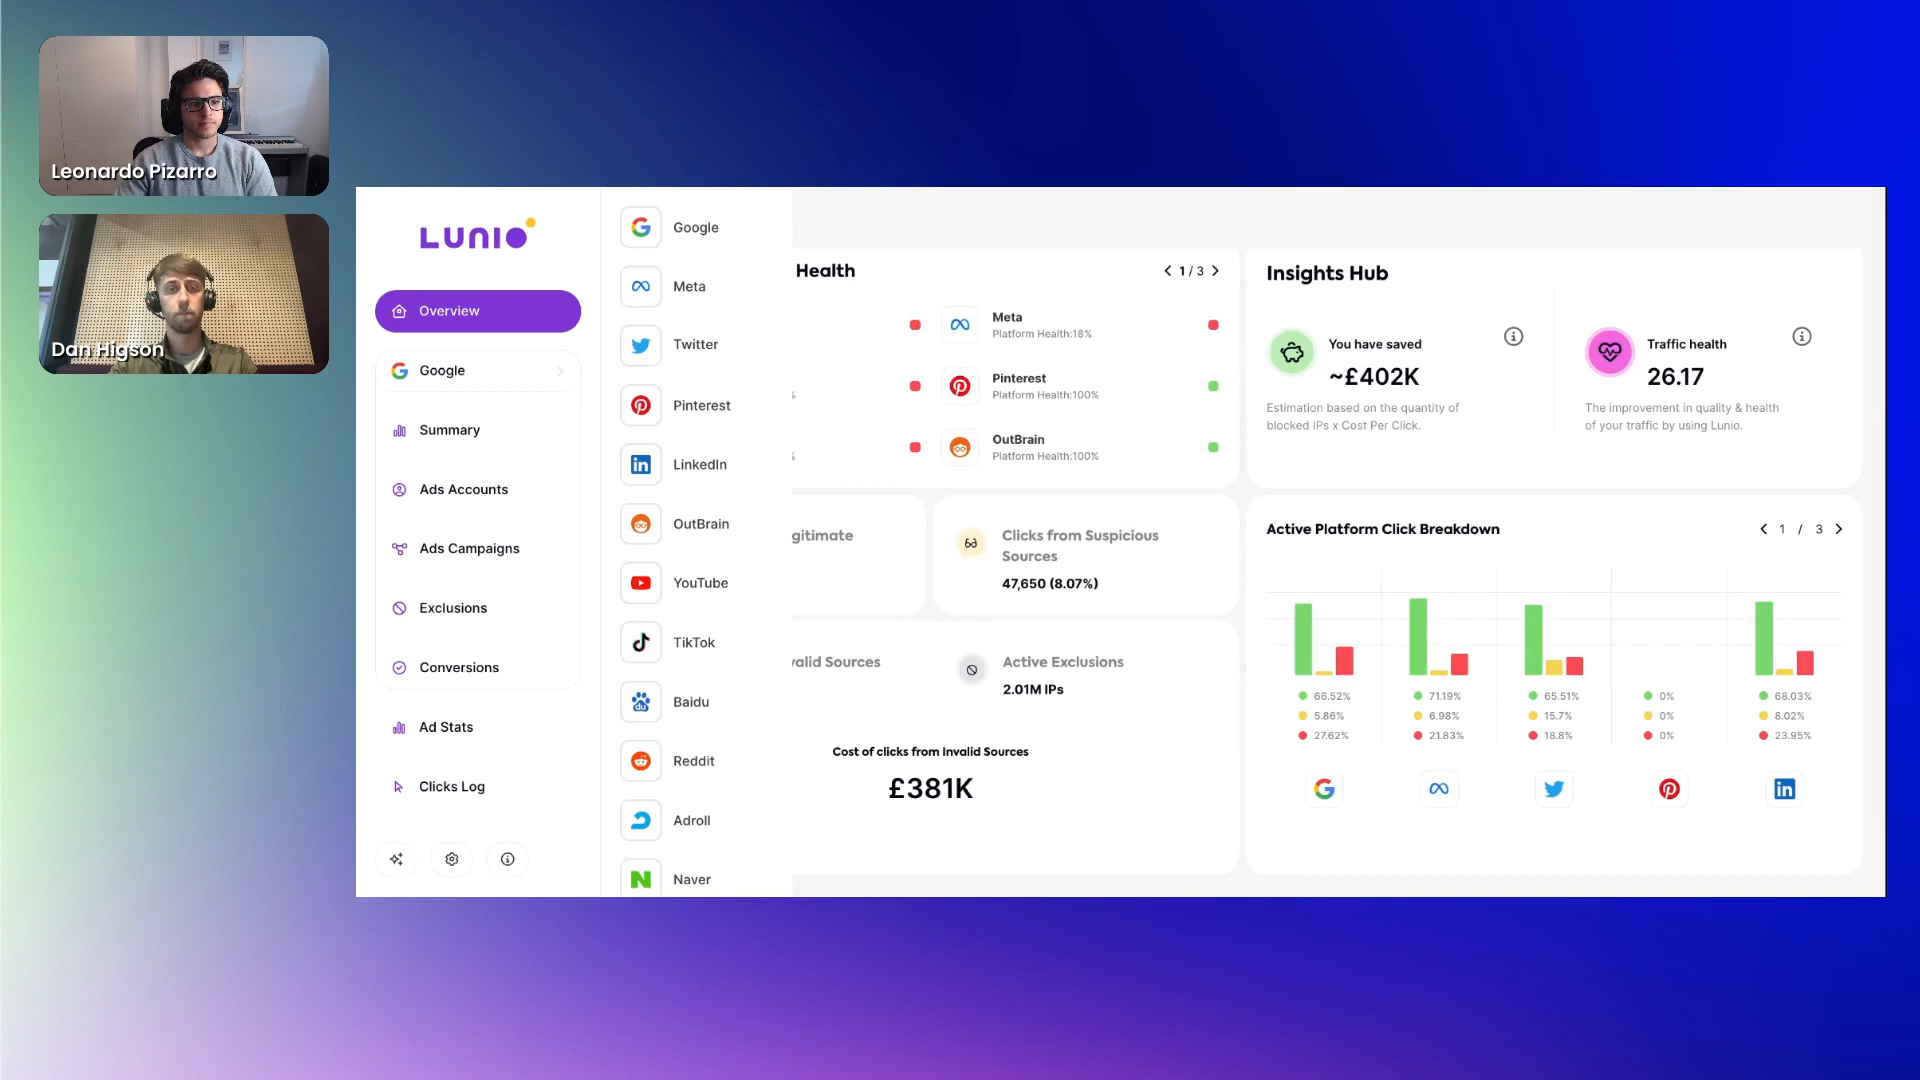 Leonardo Pizarro
Dan Higson
LUNIO
Overview
Google
Summary
Ads Accounts
Ads Campaigns
Exclusions
Conversions
Ad Stats
Clicks Log
Google
Meta
Twitter
Pinterest
LinkedIn
OutBrain
YouTube
TikTok
Baidu
Reddit
Adroll
Naver
Health
1 / 3
Meta
Platform Health:18%
Pinterest
Platform Health:100%
%
OutBrain
Platform Health:100%
%
gitimate
Clicks from Suspicious
Sources
47,650 (8.07%)
valid Sources
Active Exclusions
2.01M IPs
Cost of clicks from Invalid Sources
£381K
Insights Hub
You have saved
~£402K
Estimation based on the quantity of
blocked IPs x Cost Per Click.
Traffic health
26.17
The improvement in quality & health
of your traffic by using Lunio.
Active Platform Click Breakdown
1 / 3
66.52% 71.19% 65.51% 0% 68.03%
5.86% 6.98% 15.7% 0% 8.02%
27.62% 21.83% 18.8% 0% 23.95%